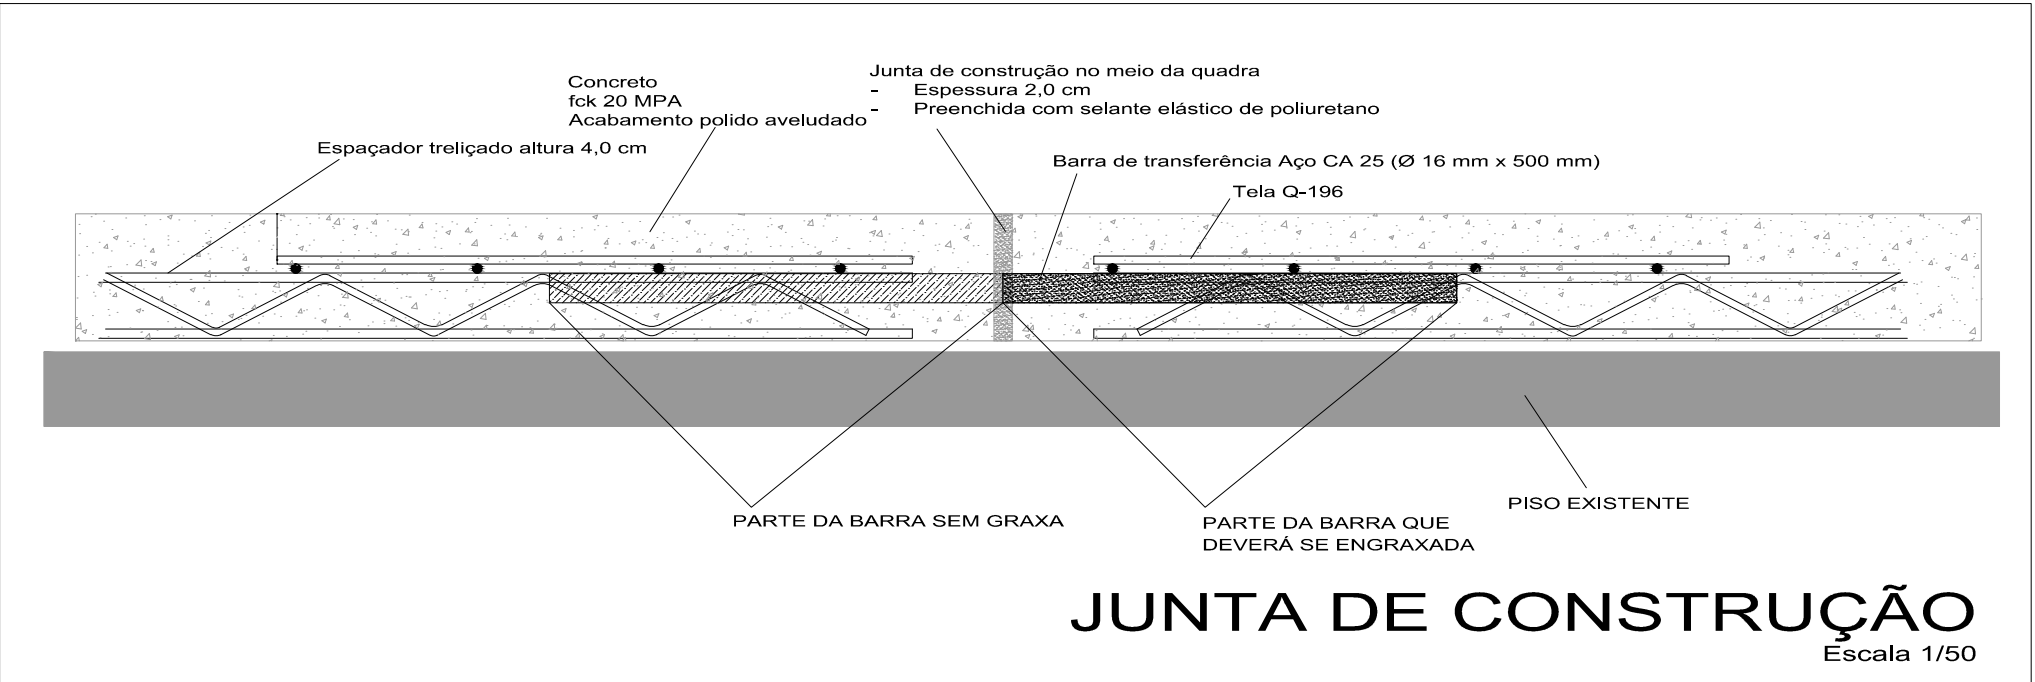 Concreto
fck 20 MPA
Acabamento polido aveludado
Junta de construção no meio da quadra
- Espessura 2,0 cm
- Preenchida com selante elástico de poliuretano
Espaçador treliçado altura 4,0 cm
Barra de transferência Aço CA 25 (Ø 16 mm x 500 mm)
Tela Q-196
PARTE DA BARRA SEM GRAXA
PARTE DA BARRA QUE
DEVERÁ SE ENGRAXADA
PISO EXISTENTE
JUNTA DE CONSTRUÇÃO
Escala 1/50